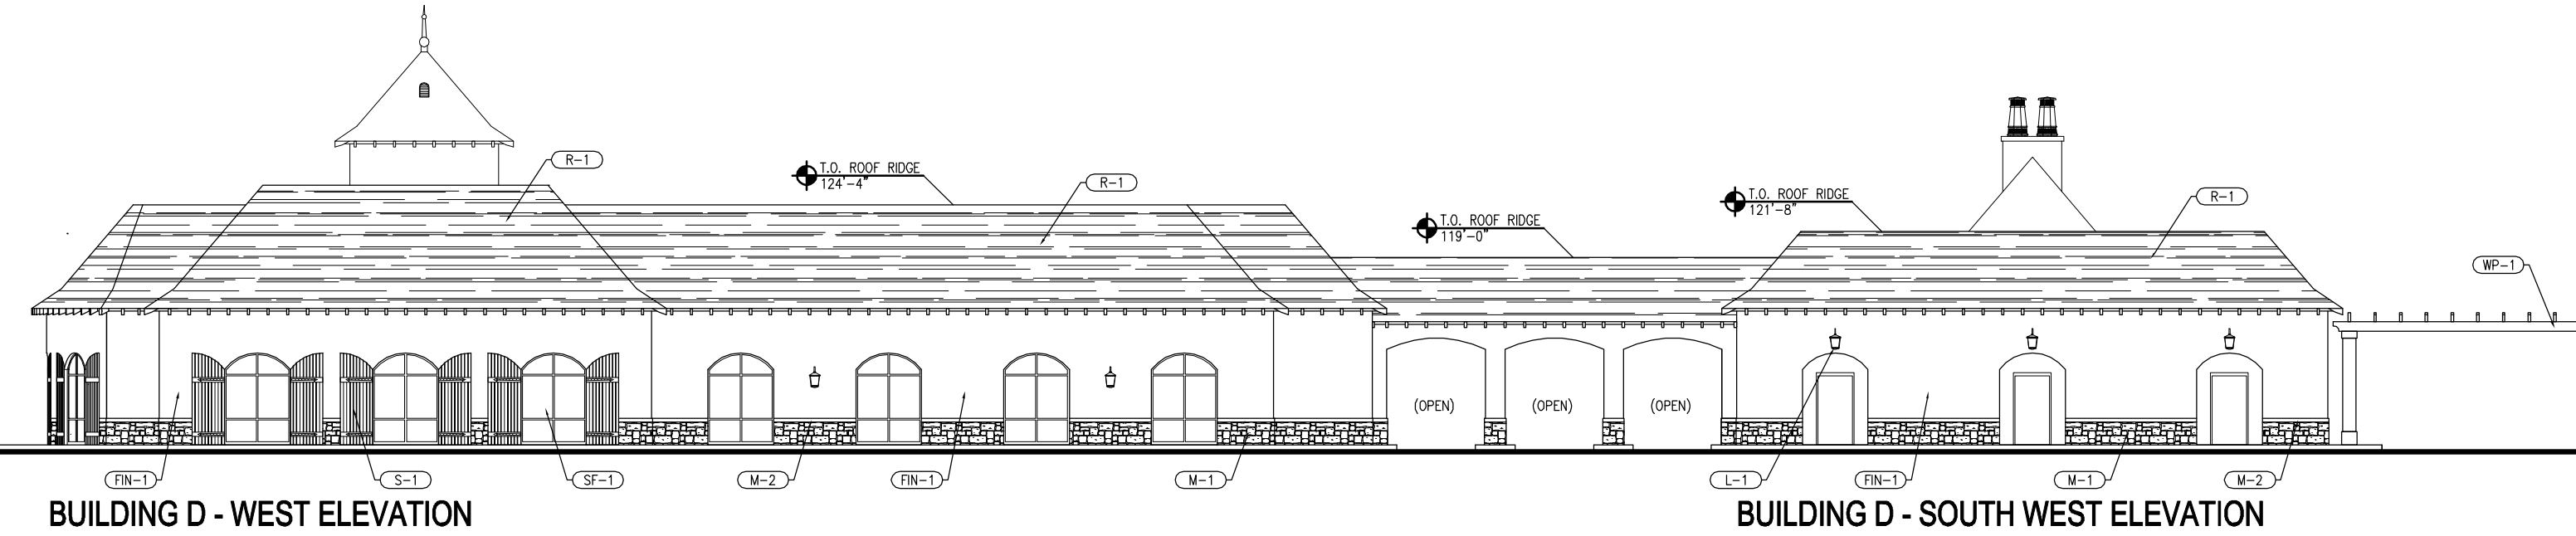 R-1
T.O. ROOF RIDGE
124'-4"
R-1
T.O. ROOF RIDGE
119'-0"
T.O. ROOF RIDGE
121'-8"
R-1
WP-1
(OPEN)
(OPEN)
(OPEN)
FIN-1
S-1
SF-1
M-2
FIN-1
M-1
L-1
FIN-1
M-1
M-2
BUILDING D - WEST ELEVATION
BUILDING D - SOUTH WEST ELEVATION